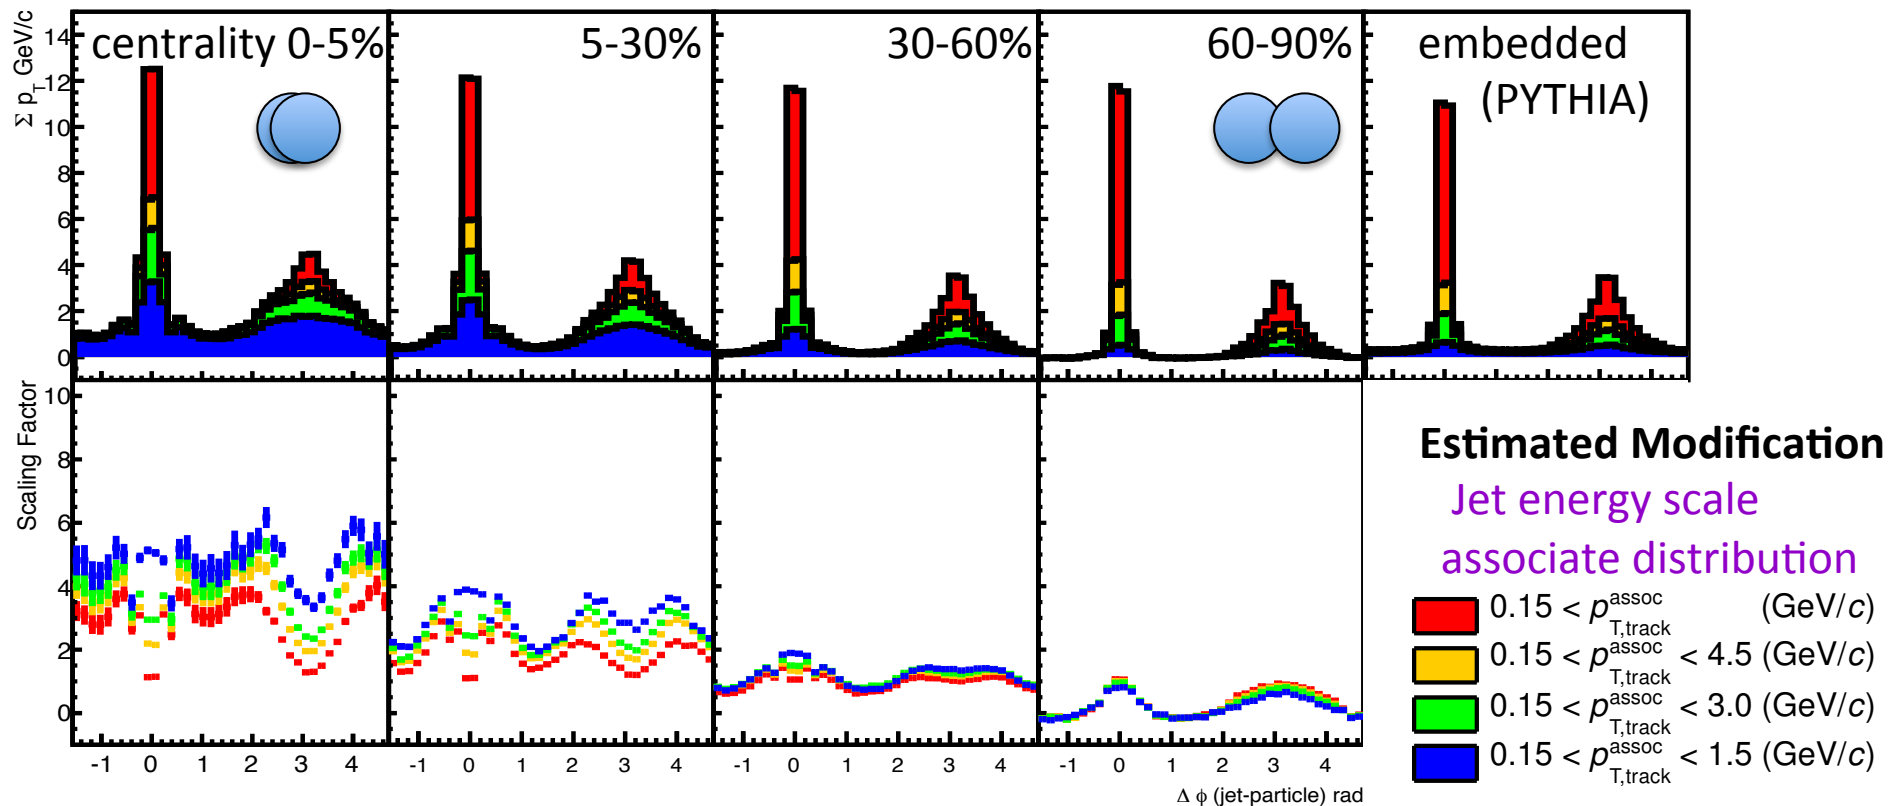 centrality 0-5%
5-30%
30-60%
60-90%
embedded
(PYTHIA)
Σ p_T GeV/c
14
12
10
8
6
4
2
0
Scaling Factor
10
8
6
4
2
0
-1 0 1 2 3 4
-1 0 1 2 3 4
-1 0 1 2 3 4
-1 0 1 2 3 4
Δ ϕ (jet-particle) rad
Estimated Modification
Jet energy scale
associate distribution
0.15 < p^assoc_T,track (GeV/c)
0.15 < p^assoc_T,track < 4.5 (GeV/c)
0.15 < p^assoc_T,track < 3.0 (GeV/c)
0.15 < p^assoc_T,track < 1.5 (GeV/c)